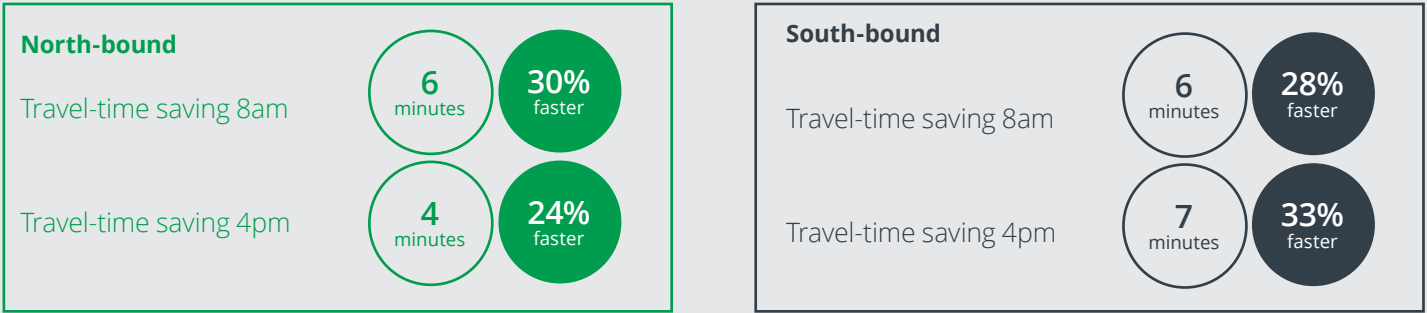 North-bound
Travel-time saving 8am
6
minutes
30%
faster
Travel-time saving 4pm
4
minutes
24%
faster
South-bound
Travel-time saving 8am
6
minutes
28%
faster
Travel-time saving 4pm
7
minutes
33%
faster